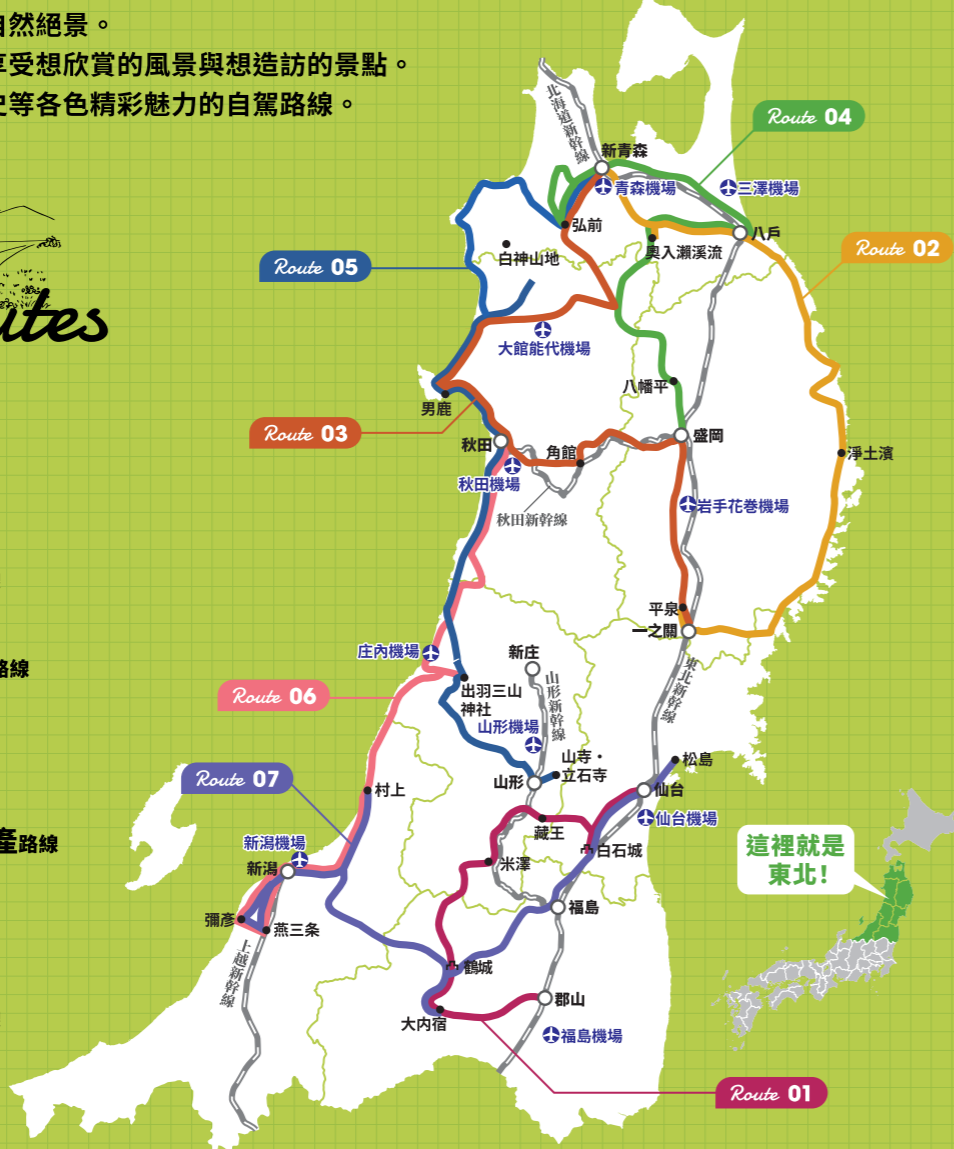 自然絕景。
享受想欣賞的風景與想造訪的景點。
史等各色精彩魅力的自駕路線。
utes
路線
產路線
Route 04
Route 02
Route 05
Route 03
Route 06
Route 07
Route 01
北海道新幹線
新青森
青森機場
三澤機場
弘前
八戶
奧入瀨溪流
白神山地
大館能代機場
八幡平
男鹿
盛岡
秋田
角館
淨土濱
秋田機場
岩手花巻機場
秋田新幹線
平泉
一之關
庄內機場
新庄
山形新幹線
東北新幹線
出羽三山
神社
山形機場
山寺・
立石寺
松島
山形
仙台
村上
仙台機場
藏王
新潟機場
白石城
米澤
新潟
福島
彌彥
燕三条
上越新幹線
鶴城
郡山
大內宿
福島機場
這裡就是
東北!